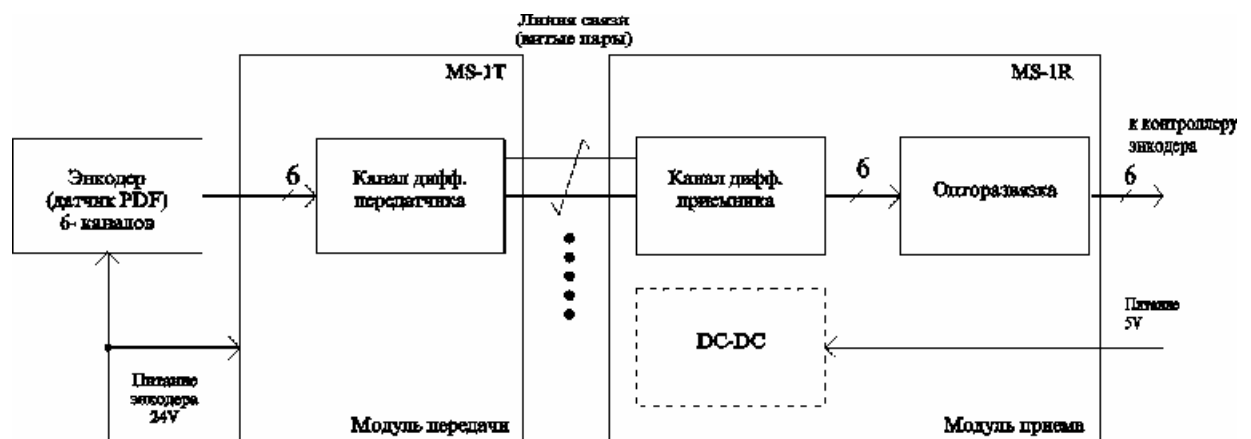 Линия связи
(витые пары)
MS-1T
MS-1R
Энкодер
(датчик PDF)
6- каналов
6
Канал дифф.
передатчика
Канал дифф.
приемника
6
Опторазвязка
к контроллеру
энкодера
6
DC-DC
Питание
5V
Питание
энкодера
24V
Модуль передачи
Модуль приема